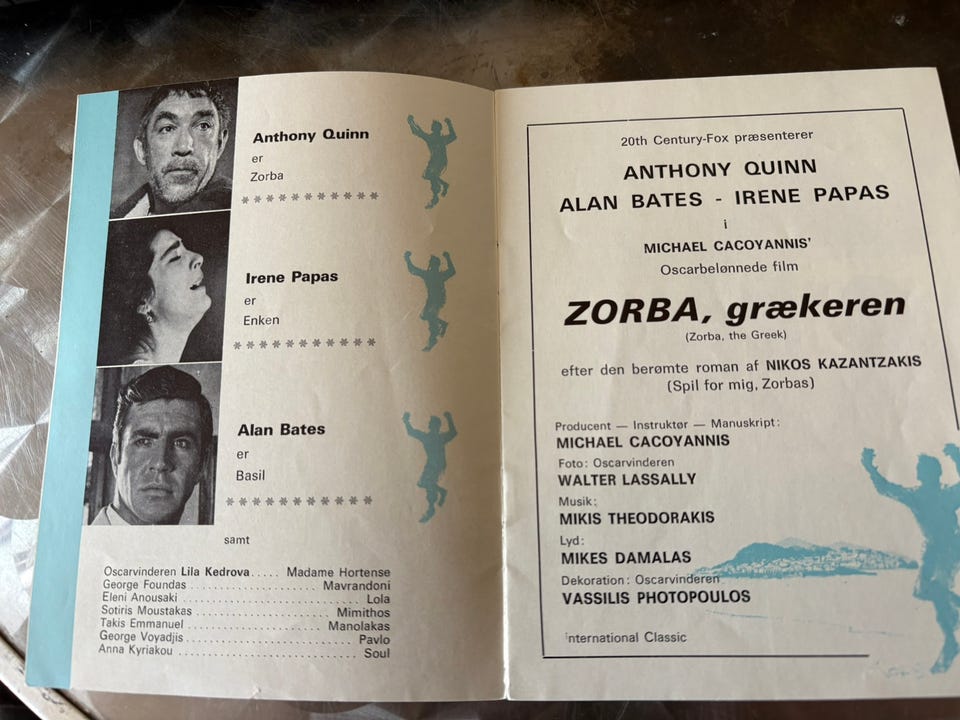 Anthony Quinn
er
Zorba
* * * * * * * * * * *
Irene Papas
er
Enken
* * * * * * * * * * *
Alan Bates
er
Basil
* * * * * * * * * * *
samt
Oscarvinderen Lila Kedrova..... Madame Hortense
George Foundas .............................. Mavrandoni
Eleni Anousaki .............................. Lola
Sotiris Moustakas .............................. Mimithos
Takis Emmanuel .............................. Manolakas
George Voyadjis .............................. Pavlo
Anna Kyriakou .............................. Soul
20th Century-Fox præsenterer
ANTHONY QUINN
ALAN BATES - IRENE PAPAS
i
MICHAEL CACOYANNIS'
Oscarbelønnede film
ZORBA, grækeren
(Zorba, the Greek)
efter den berømte roman af NIKOS KAZANTZAKIS
(Spil for mig, Zorbas)
Producent — Instruktør — Manuskript:
MICHAEL CACOYANNIS
Foto: Oscarvinderen
WALTER LASSALLY
Musik:
MIKIS THEODORAKIS
Lyd:
MIKES DAMALAS
Dekoration: Oscarvinderen
VASSILIS PHOTOPOULOS
International Classic